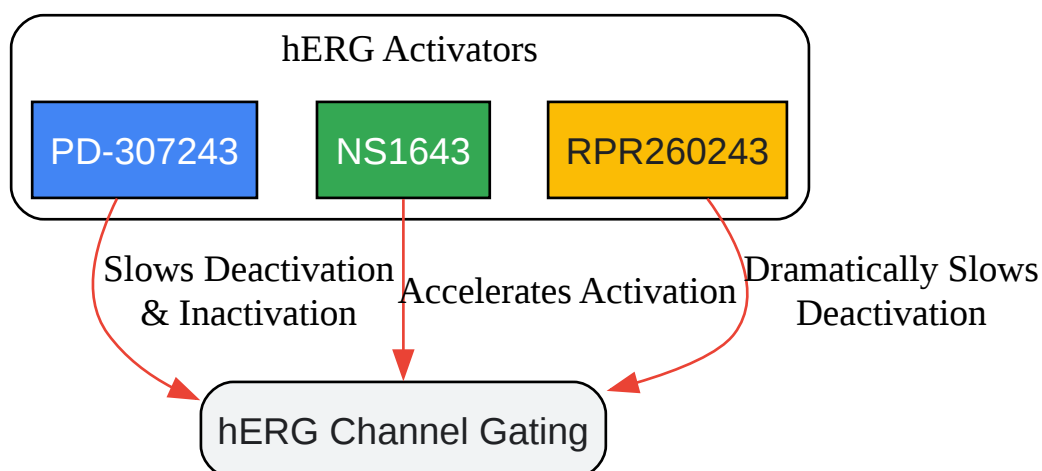 hERG Activators
PD-307243
NS1643
RPR260243
Slows Deactivation
& Inactivation
Accelerates Activation
Dramatically Slows
Deactivation
hERG Channel Gating